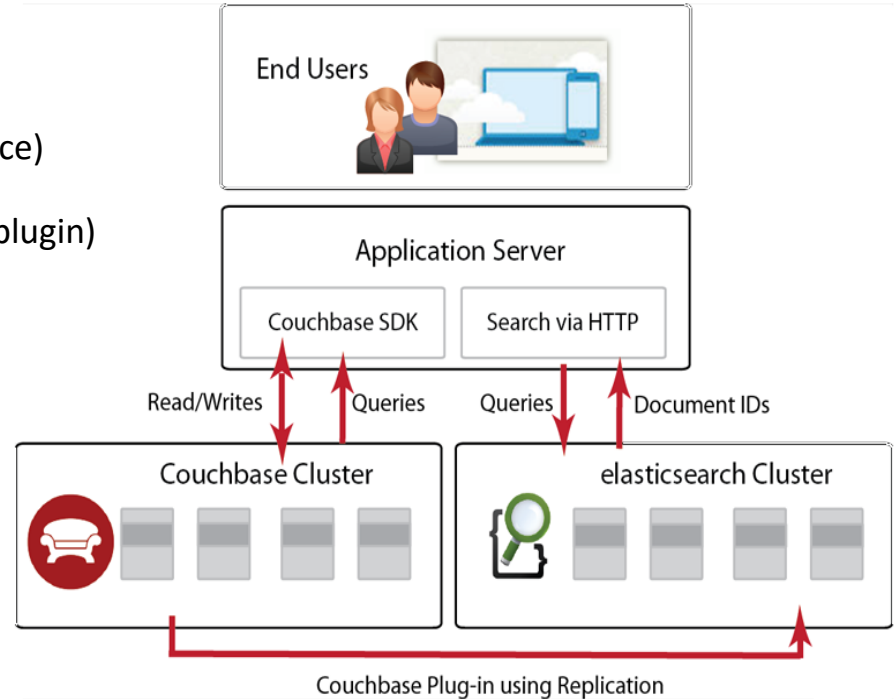 End Users
ce)
plugin)
Application Server
Couchbase SDK
Search via HTTP
Read/Writes
Queries
Queries
Document IDs
Couchbase Cluster
elasticsearch Cluster
Couchbase Plug-in using Replication